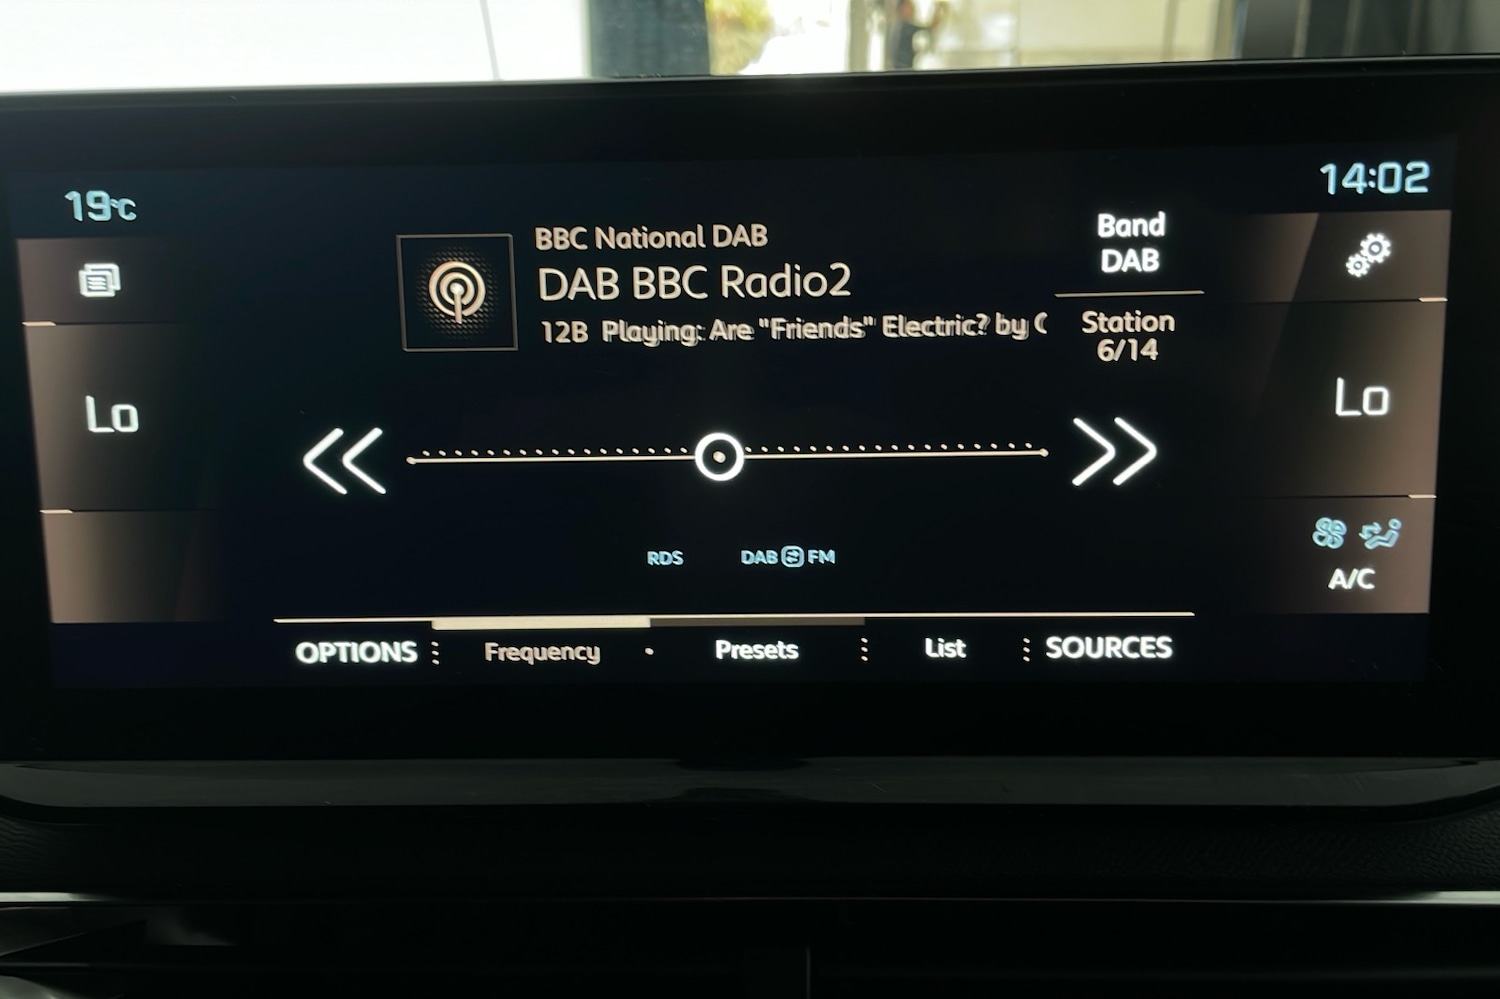 19°C
14:02
BBC National DAB
DAB BBC Radio2
12B Playing: Are "Friends" Electric? by
Band
DAB
Station
6/14
Lo
Lo
RDS
DAB FM
A/C
OPTIONS
Frequency
Presets
List
SOURCES